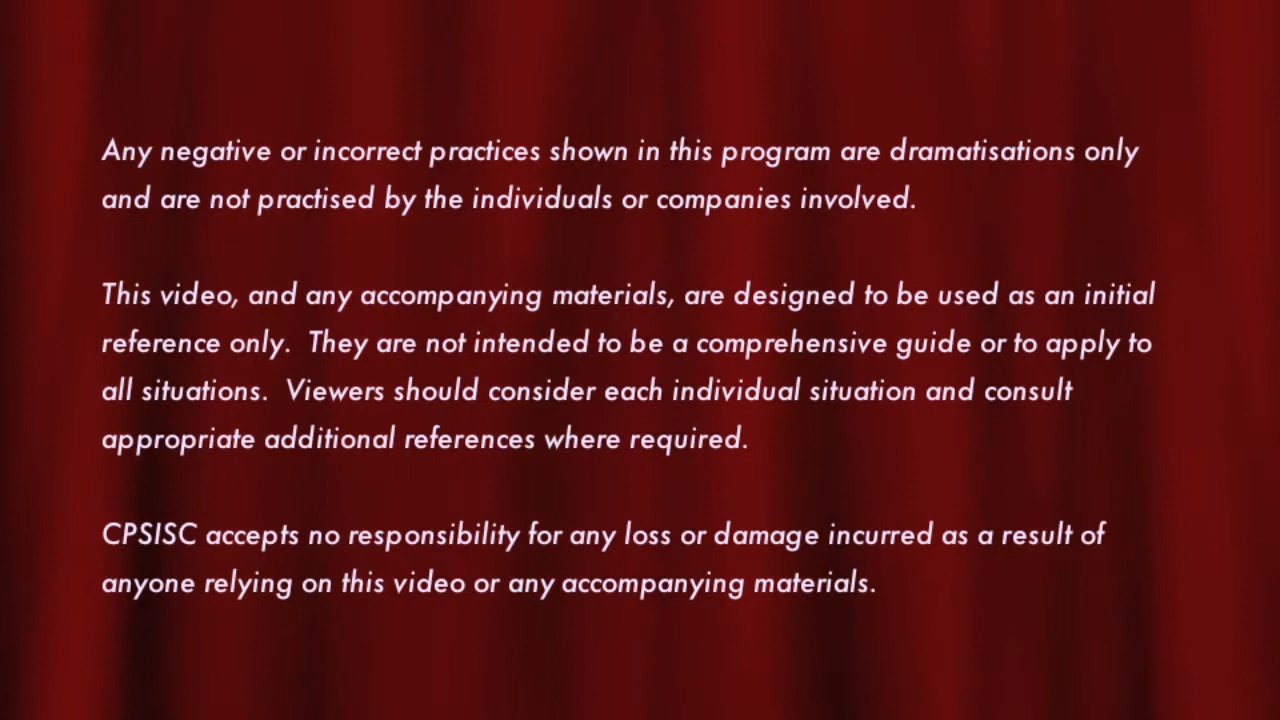 Any negative or incorrect practices shown in this program are dramatisations only
and are not practised by the individuals or companies involved.
This video, and any accompanying materials, are designed to be used as an initial
reference only.  They are not intended to be a comprehensive guide or to apply to
all situations.  Viewers should consider each individual situation and consult
appropriate additional references where required.
CPSISC accepts no responsibility for any loss or damage incurred as a result of
anyone relying on this video or any accompanying materials.